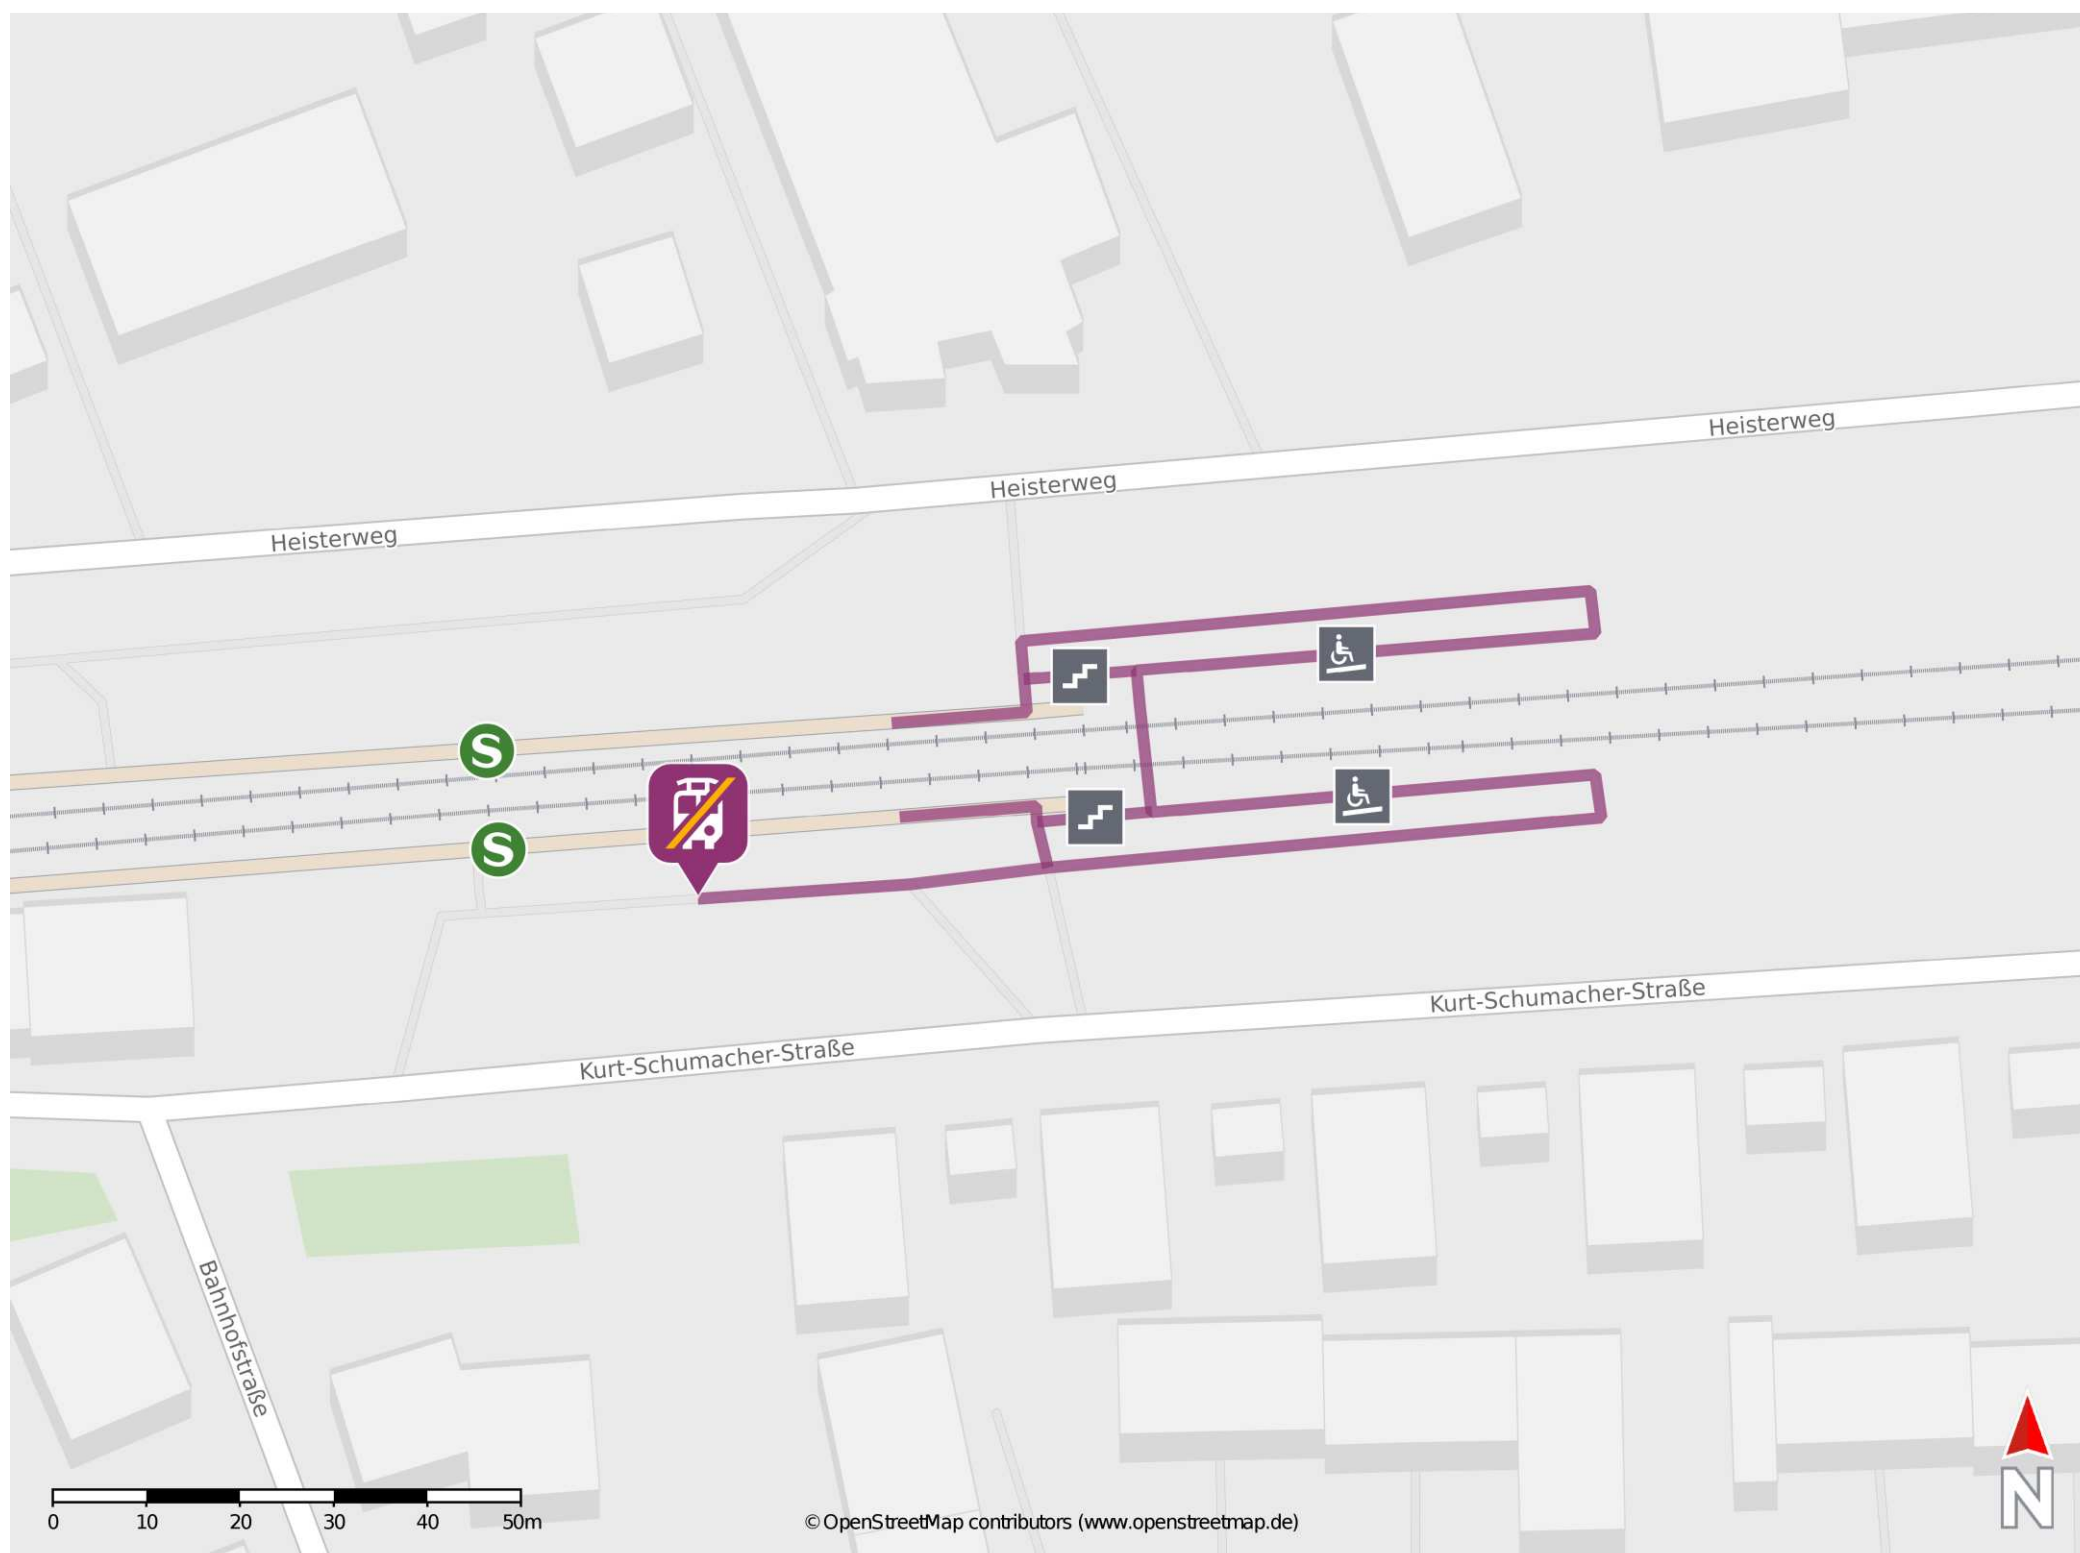 Heisterweg
Heisterweg
Heisterweg
S
S
Kurt-Schumacher-Straße
Kurt-Schumacher-Straße
Bahnhofstraße
0 10 20 30 40 50m
© OpenStreetMap contributors (www.openstreetmap.de)
N